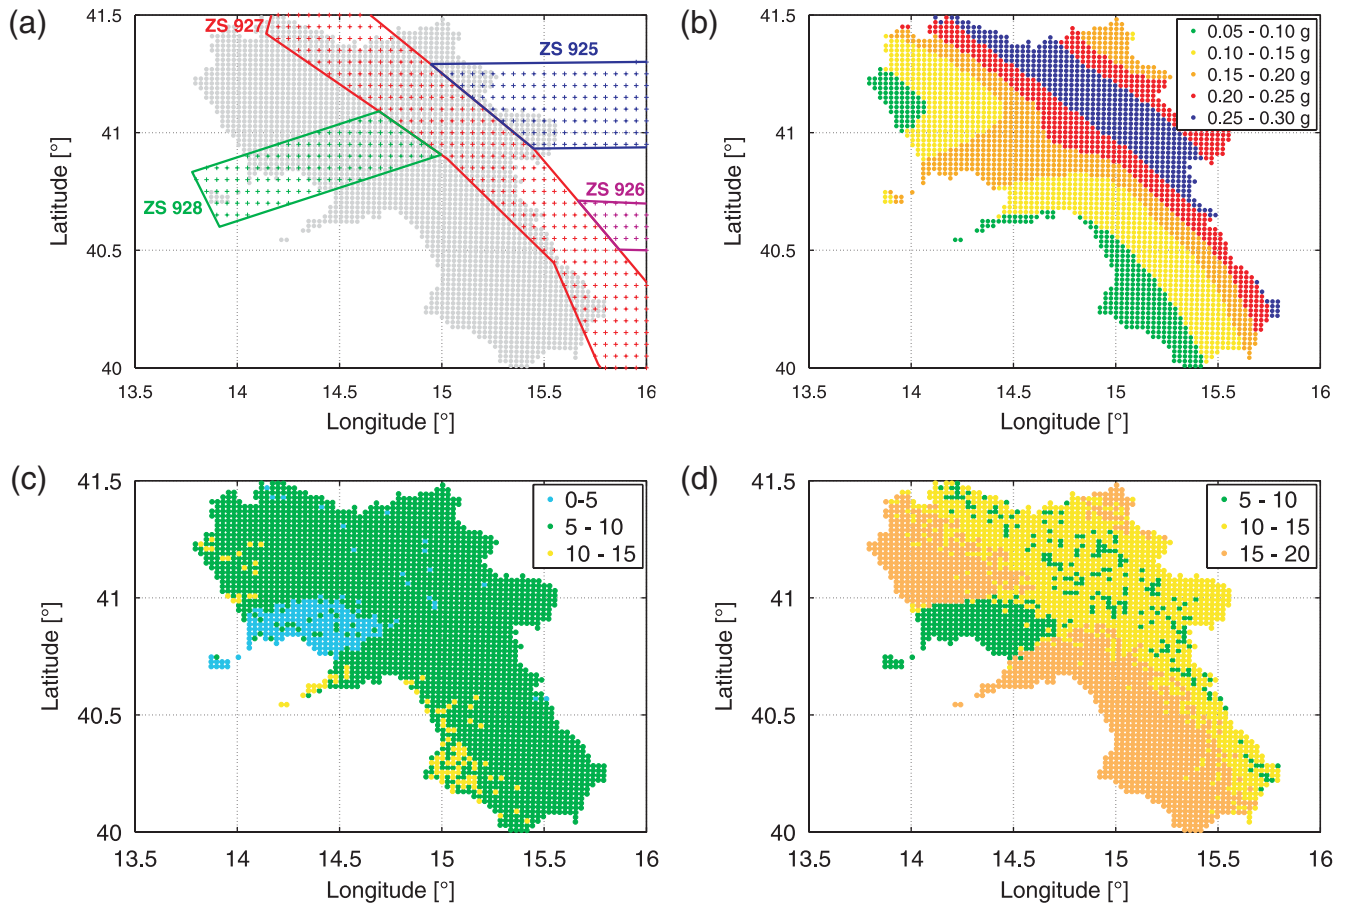 (a)
41.5
41
40.5
40
13.5
14
14.5
15
15.5
16
Latitude [°]
Longitude [°]
ZS 927
ZS 925
ZS 926
ZS 928
(b)
41.5
41
40.5
40
13.5
14
14.5
15
15.5
16
Latitude [°]
Longitude [°]
0.05 - 0.10 g
0.10 - 0.15 g
0.15 - 0.20 g
0.20 - 0.25 g
0.25 - 0.30 g
(c)
41.5
41
40.5
40
13.5
14
14.5
15
15.5
16
Latitude [°]
Longitude [°]
0-5
5 - 10
10 - 15
(d)
41.5
41
40.5
40
13.5
14
14.5
15
15.5
16
Latitude [°]
Longitude [°]
5 - 10
10 - 15
15 - 20